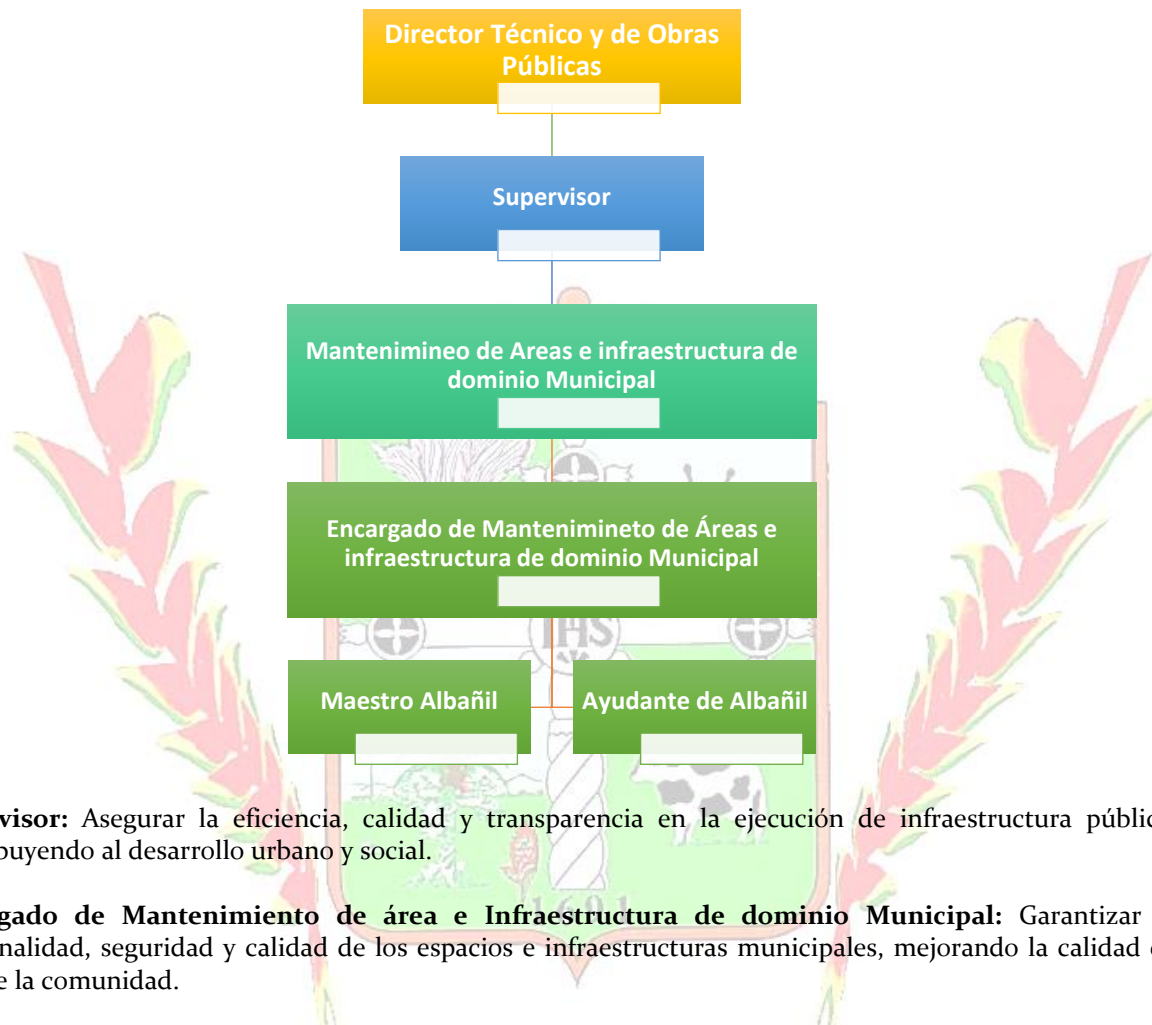 Director Técnico y de Obras
Públicas
Supervisor
Mantenimineo de Areas e infraestructura de
dominio Municipal
Encargado de Mantenimineto de Áreas e
infraestructura de dominio Municipal
IHS
Maestro Albañil
Ayudante de Albañil
visor: Asegurar la eficiencia, calidad y transparencia en la ejecución de infraestructura públic
buyendo al desarrollo urbano y social.
1691
gado de Mantenimiento de área e Infraestructura de dominio Municipal: Garantizar
nalidad, seguridad y calidad de los espacios e infraestructuras municipales, mejorando la calidad
e la comunidad.